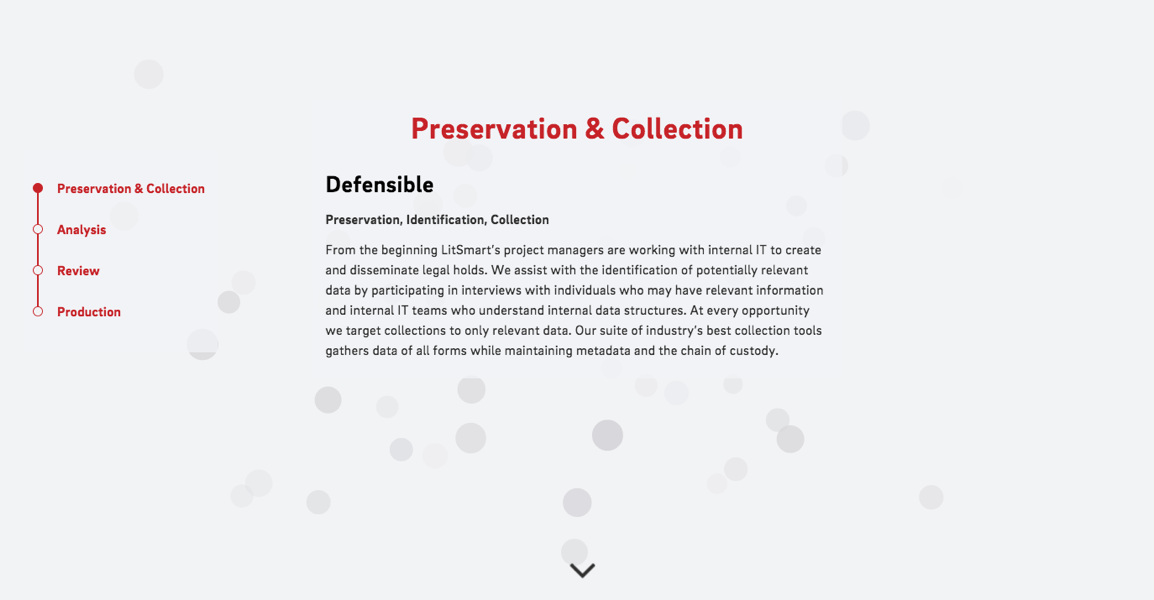 Preservation & Collection
Preservation & Collection
Analysis
Review
Production
Defensible
Preservation, Identification, Collection
From the beginning LitSmart's project managers are working with internal IT to create
and disseminate legal holds. We assist with the identification of potentially relevant
data by participating in interviews with individuals who may have relevant information
and internal IT teams who understand internal data structures. At every opportunity
we target collections to only relevant data. Our suite of industry's best collection tools
gathers data of all forms while maintaining metadata and the chain of custody.